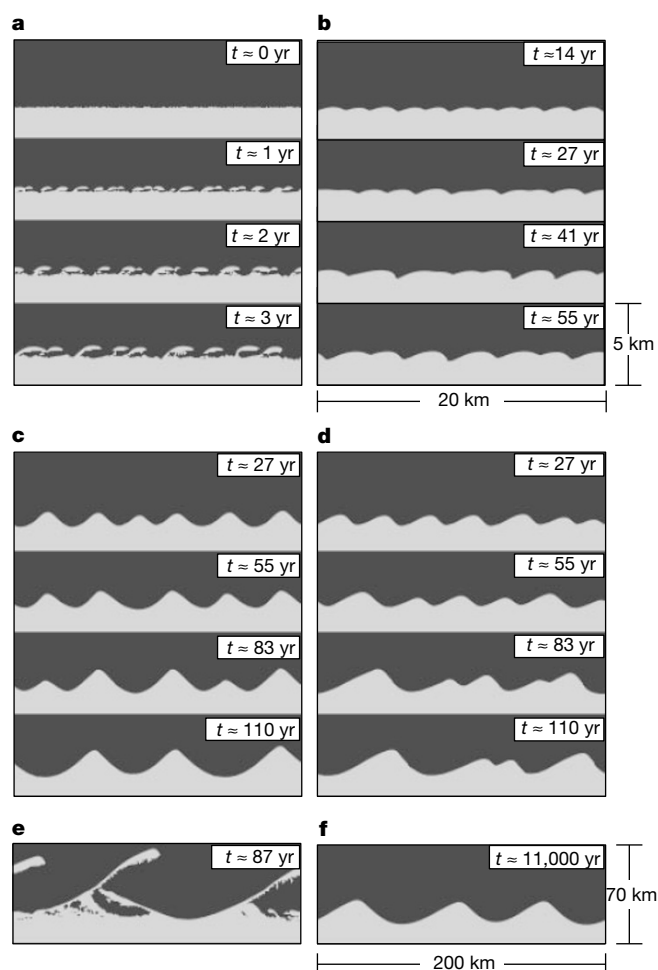 a
t ≈ 0 yr
t ≈ 1 yr
t ≈ 2 yr
t ≈ 3 yr
b
t ≈14 yr
t ≈ 27 yr
t ≈ 41 yr
t ≈ 55 yr
5 km
20 km
c
t ≈ 27 yr
t ≈ 55 yr
t ≈ 83 yr
t ≈ 110 yr
d
t ≈ 27 yr
t ≈ 55 yr
t ≈ 83 yr
t ≈ 110 yr
e
t ≈ 87 yr
f
t ≈ 11,000 yr
70 km
200 km